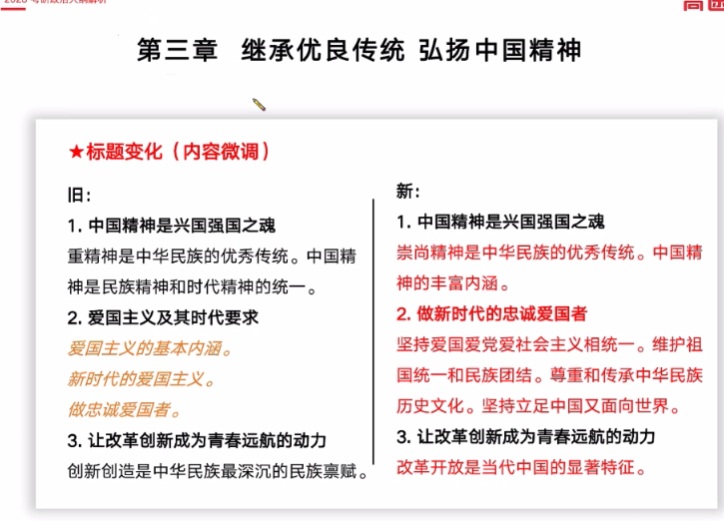 第三章 继承优良传统 弘扬中国精神
★标题变化（内容微调）
旧：
1. 中国精神是兴国强国之魂
重精神是中华民族的优秀传统。中国精
神是民族精神和时代精神的统一。
2. 爱国主义及其时代要求
爱国主义的基本内涵。
新时代的爱国主义。
做忠诚爱国者。
3. 让改革创新成为青春远航的动力
创新创造是中华民族最深沉的民族禀赋。
新：
1. 中国精神是兴国强国之魂
崇尚精神是中华民族的优秀传统。中国精
神的丰富内涵。
2. 做新时代的忠诚爱国者
坚持爱国爱党爱社会主义相统一。维护祖
国统一和民族团结。尊重和传承中华民族
历史文化。坚持立足中国又面向世界。
3. 让改革创新成为青春远航的动力
改革开放是当代中国的显著特征。